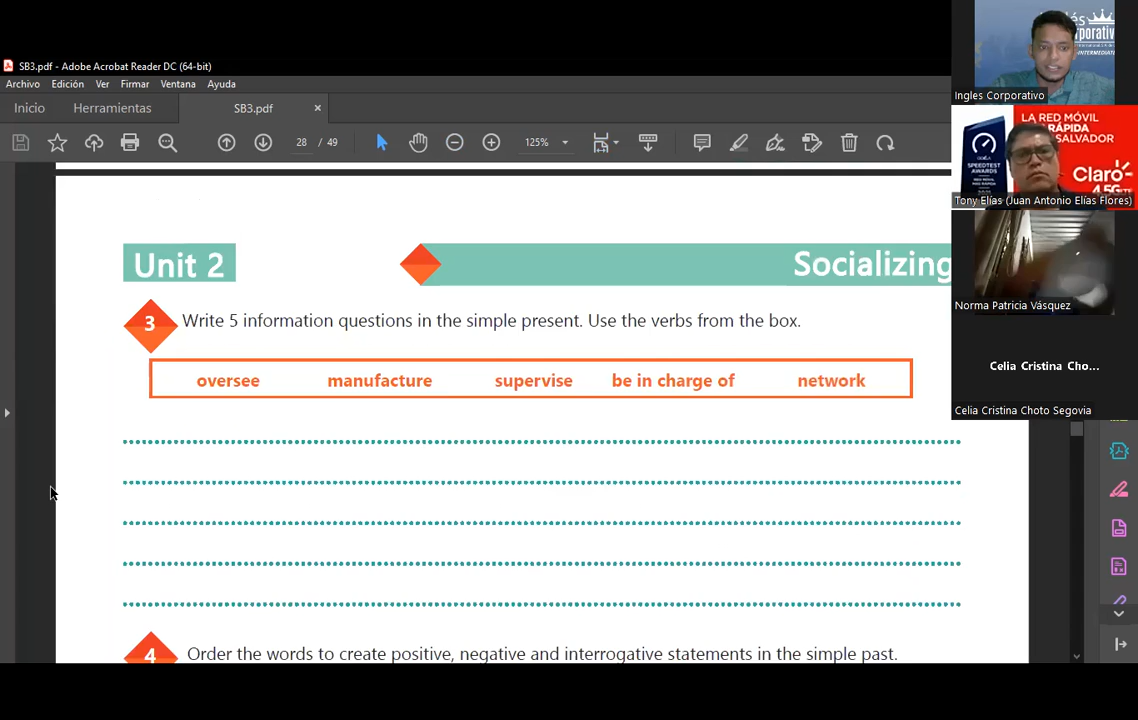 SB3.pdf - Adobe Acrobat Reader DC (64-bit)
Archivo Edición Ver Firmar Ventana Ayuda
Inicio Herramientas SB3.pdf ×
28 / 49 125%
Unit 2
Socializing
3 Write 5 information questions in the simple present. Use the verbs from the box.
oversee manufacture supervise be in charge of network
4 Order the words to create positive, negative and interrogative statements in the simple past.
Ingles Corporativo
LA RED MÓVIL
SPEEDTEST
AWARDS
Claro
4.5G
Tony Elías (Juan Antonio Elías Flores)
Norma Patricia Vásquez
Celia Cristina Cho...
Celia Cristina Choto Segovia